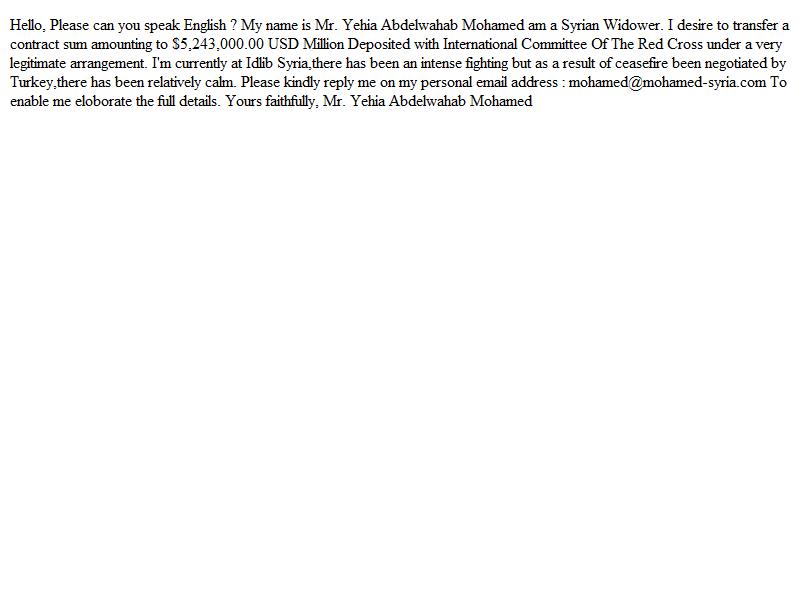 Hello, Please can you speak English ? My name is Mr. Yehia Abdelwahab Mohamed am a Syrian Widower. I desire to transfer a
contract sum amounting to $5,243,000.00 USD Million Deposited with International Committee Of The Red Cross under a very
legitimate arrangement. I'm currently at Idlib Syria,there has been an intense fighting but as a result of ceasefire been negotiated by
Turkey,there has been relatively calm. Please kindly reply me on my personal email address : mohamed@mohamed-syria.com To
enable me eloborate the full details. Yours faithfully, Mr. Yehia Abdelwahab Mohamed